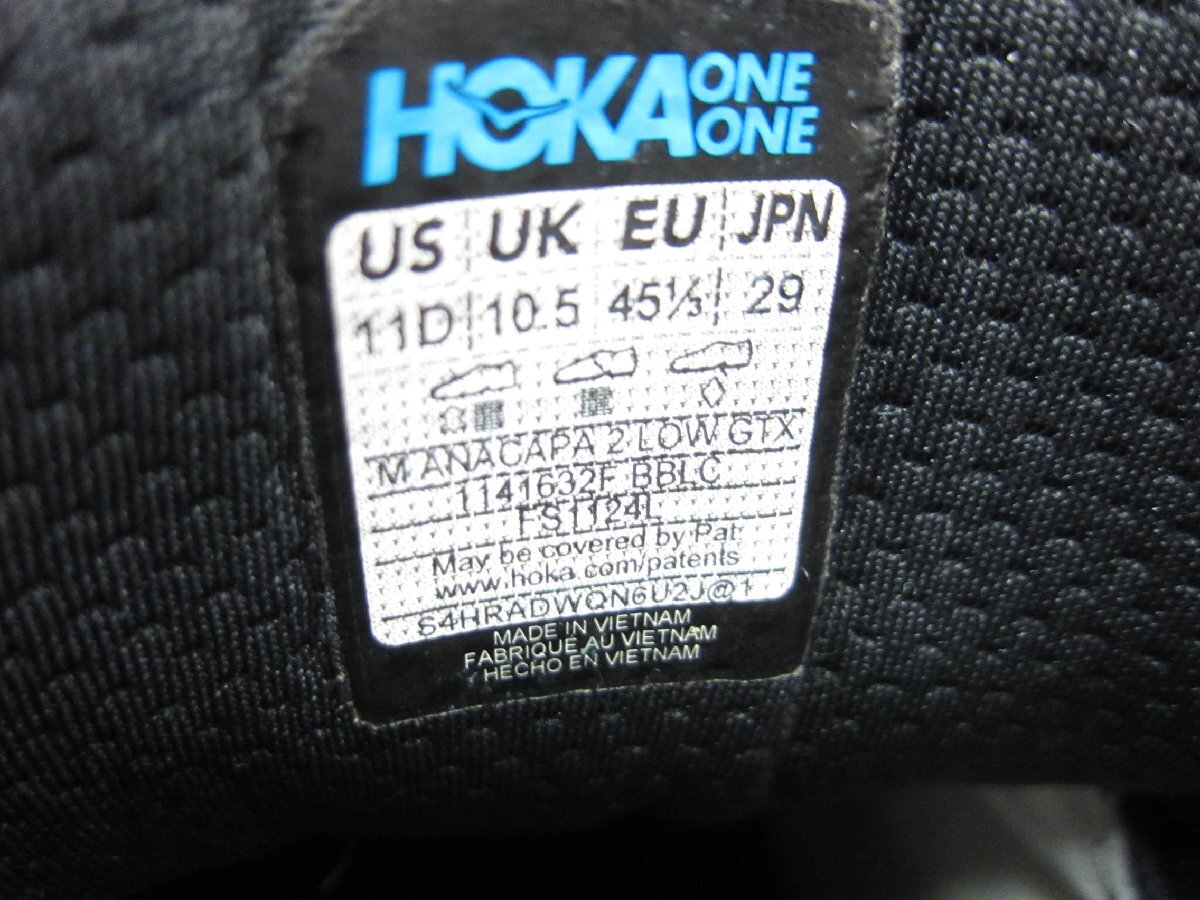 HOKA ONE ONE
US UK EU JPN
11D 10.5 45⅓ 29
M ANACAPA 2 LOW GTX
1141632F BBLC
FS1124L
May be covered by Pat:
www.hoka.com/patents
S4HRADWQN6U2J@1
MADE IN VIETNAM
FABRIQUÉ AU VIETNAM
HECHO EN VIETNAM